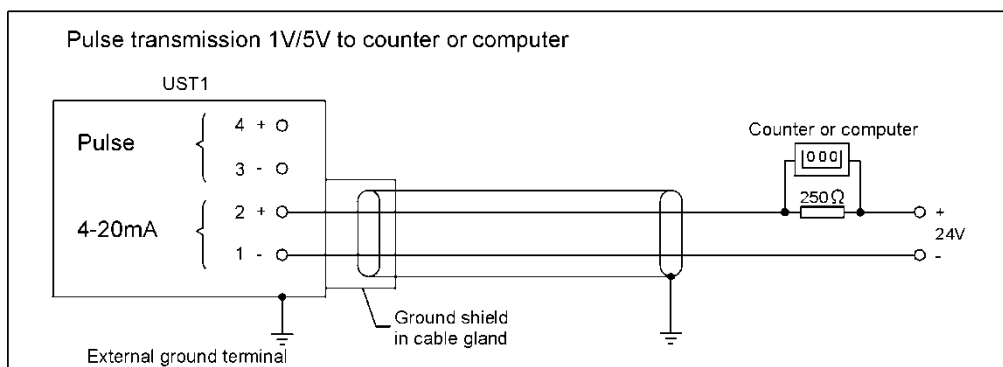 Pulse transmission 1V/5V to counter or computer
UST1
Pulse
4 +
3 -
4-20mA
2 +
1 -
Counter or computer
000
250Ω
+
24V
-
Ground shield
in cable gland
External ground terminal